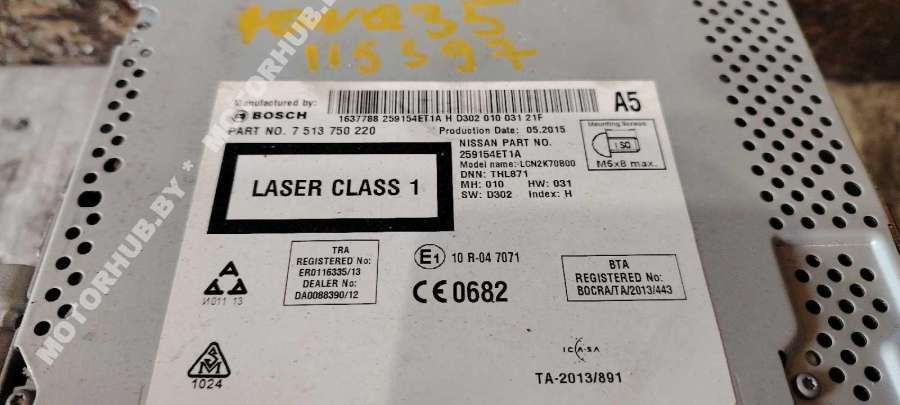 115397
Manufactured by:
BOSCH
1637788 259154ET1A H D302 010 031 21F
A5
PART NO. 7 513 750 220
Production Date: 05.2015
Mounting Screws
ISO
M5x8 max.
NISSAN PART NO.
259154ET1A
Model name:-LCN2K70B00
DNN: THL871
MH: 010 HW: 031
SW: D302 Index: H
LASER CLASS 1
TRA
REGISTERED No:
ER0116335/13
DEALER No:
DA0088390/12
E1 10 R-04 7071
CE0682
BTA
REGISTERED No:
BOCRA/TA/2013/443
И011 13
1024
ICASA
TA-2013/891
MOTORHUB.BY * MOTORHUB.BY